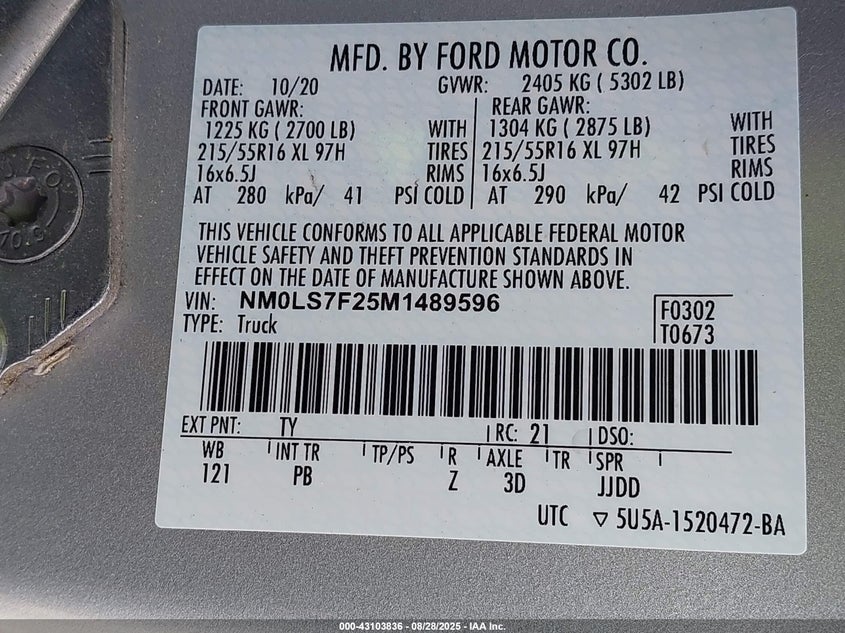 MFD. BY FORD MOTOR CO.
DATE: 10/20 GVWR: 2405 KG ( 5302 LB)
FRONT GAWR: REAR GAWR:
1225 KG ( 2700 LB) WITH 1304 KG ( 2875 LB) WITH
215/55R16 XL 97H TIRES 215/55R16 XL 97H TIRES
16x6.5J RIMS 16x6.5J RIMS
AT 280 kPa/ 41 PSI COLD AT 290 kPa/ 42 PSI COLD
THIS VEHICLE CONFORMS TO ALL APPLICABLE FEDERAL MOTOR
VEHICLE SAFETY AND THEFT PREVENTION STANDARDS IN
EFFECT ON THE DATE OF MANUFACTURE SHOWN ABOVE.
VIN: NM0LS7F25M1489596 F0302
TYPE: Truck T0673
EXT PNT: TY RC: 21 DSO:
WB INT TR TP/PS R AXLE TR SPR
121 PB Z 3D JJDD
UTC ▽ 5U5A-1520472-BA
000-43103836 - 08/28/2025 - IAA Inc.